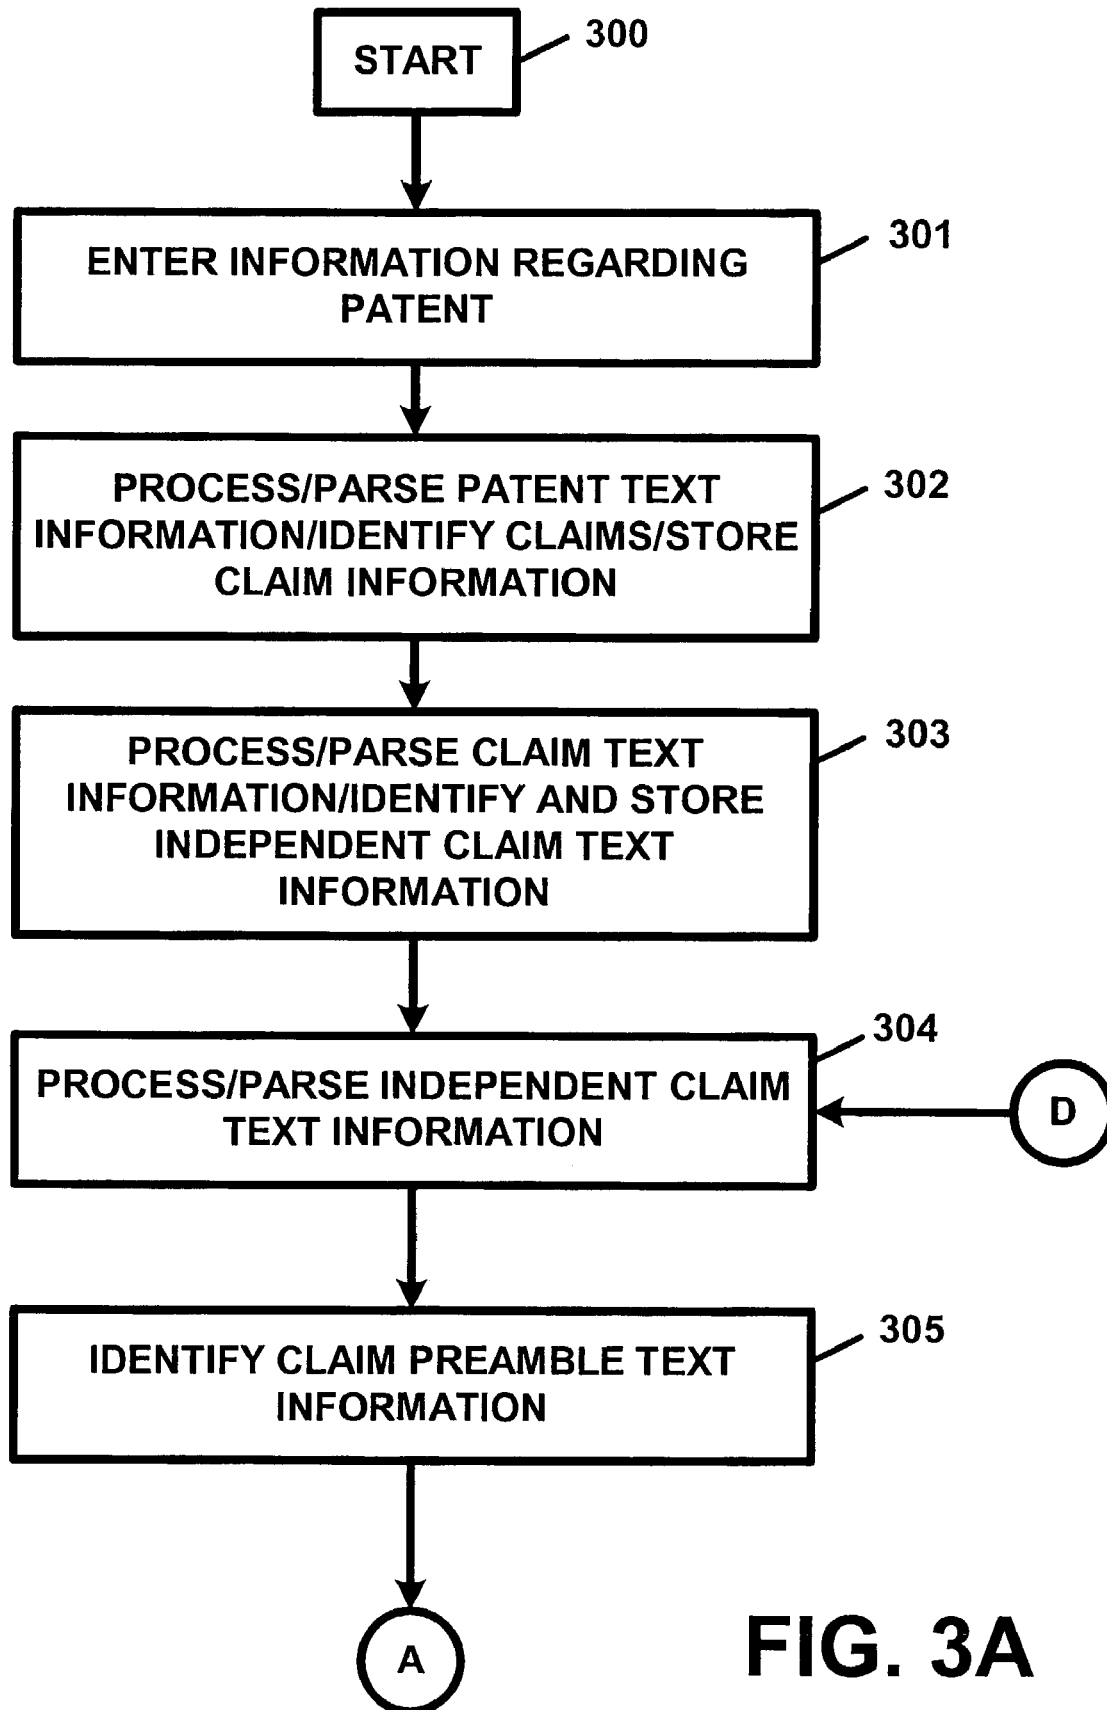 START
300
ENTER INFORMATION REGARDING
PATENT
301
PROCESS/PARSE PATENT TEXT
INFORMATION/IDENTIFY CLAIMS/STORE
CLAIM INFORMATION
302
PROCESS/PARSE CLAIM TEXT
INFORMATION/IDENTIFY AND STORE
INDEPENDENT CLAIM TEXT
INFORMATION
303
PROCESS/PARSE INDEPENDENT CLAIM
TEXT INFORMATION
304
D
IDENTIFY CLAIM PREAMBLE TEXT
INFORMATION
305
A
FIG. 3A